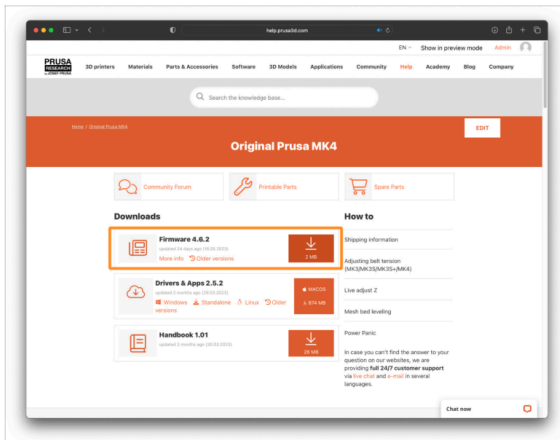 help.prusa3d.com
EN
Show in preview mode
Admin
PRUSA
RESEARCH
by JOSEF PRUSA
3D printers
Materials
Parts & Accessories
Software
3D Models
Applications
Community
Help
Academy
Blog
Company
Search the knowledge base...
Home / Original Prusa MK4
EDIT
Original Prusa MK4
Community Forum
Printable Parts
Spare Parts
Downloads
Firmware 4.6.2
More info
Older versions
2 MB
Drivers & Apps 2.5.2
Windows
Standalone
Linux
Older
versions
MACOS
874 MB
Handbook 1.01
28 MB
How to
Shipping information
Adjusting belt tension
(MK3/MK3S/MK3S+/MK4)
Live adjust Z
Mesh bed leveling
Power Panic
In case you can't find the answer to your
question on our websites, we are
providing full 24/7 customer support
via live chat and e-mail in several
languages.
Chat now